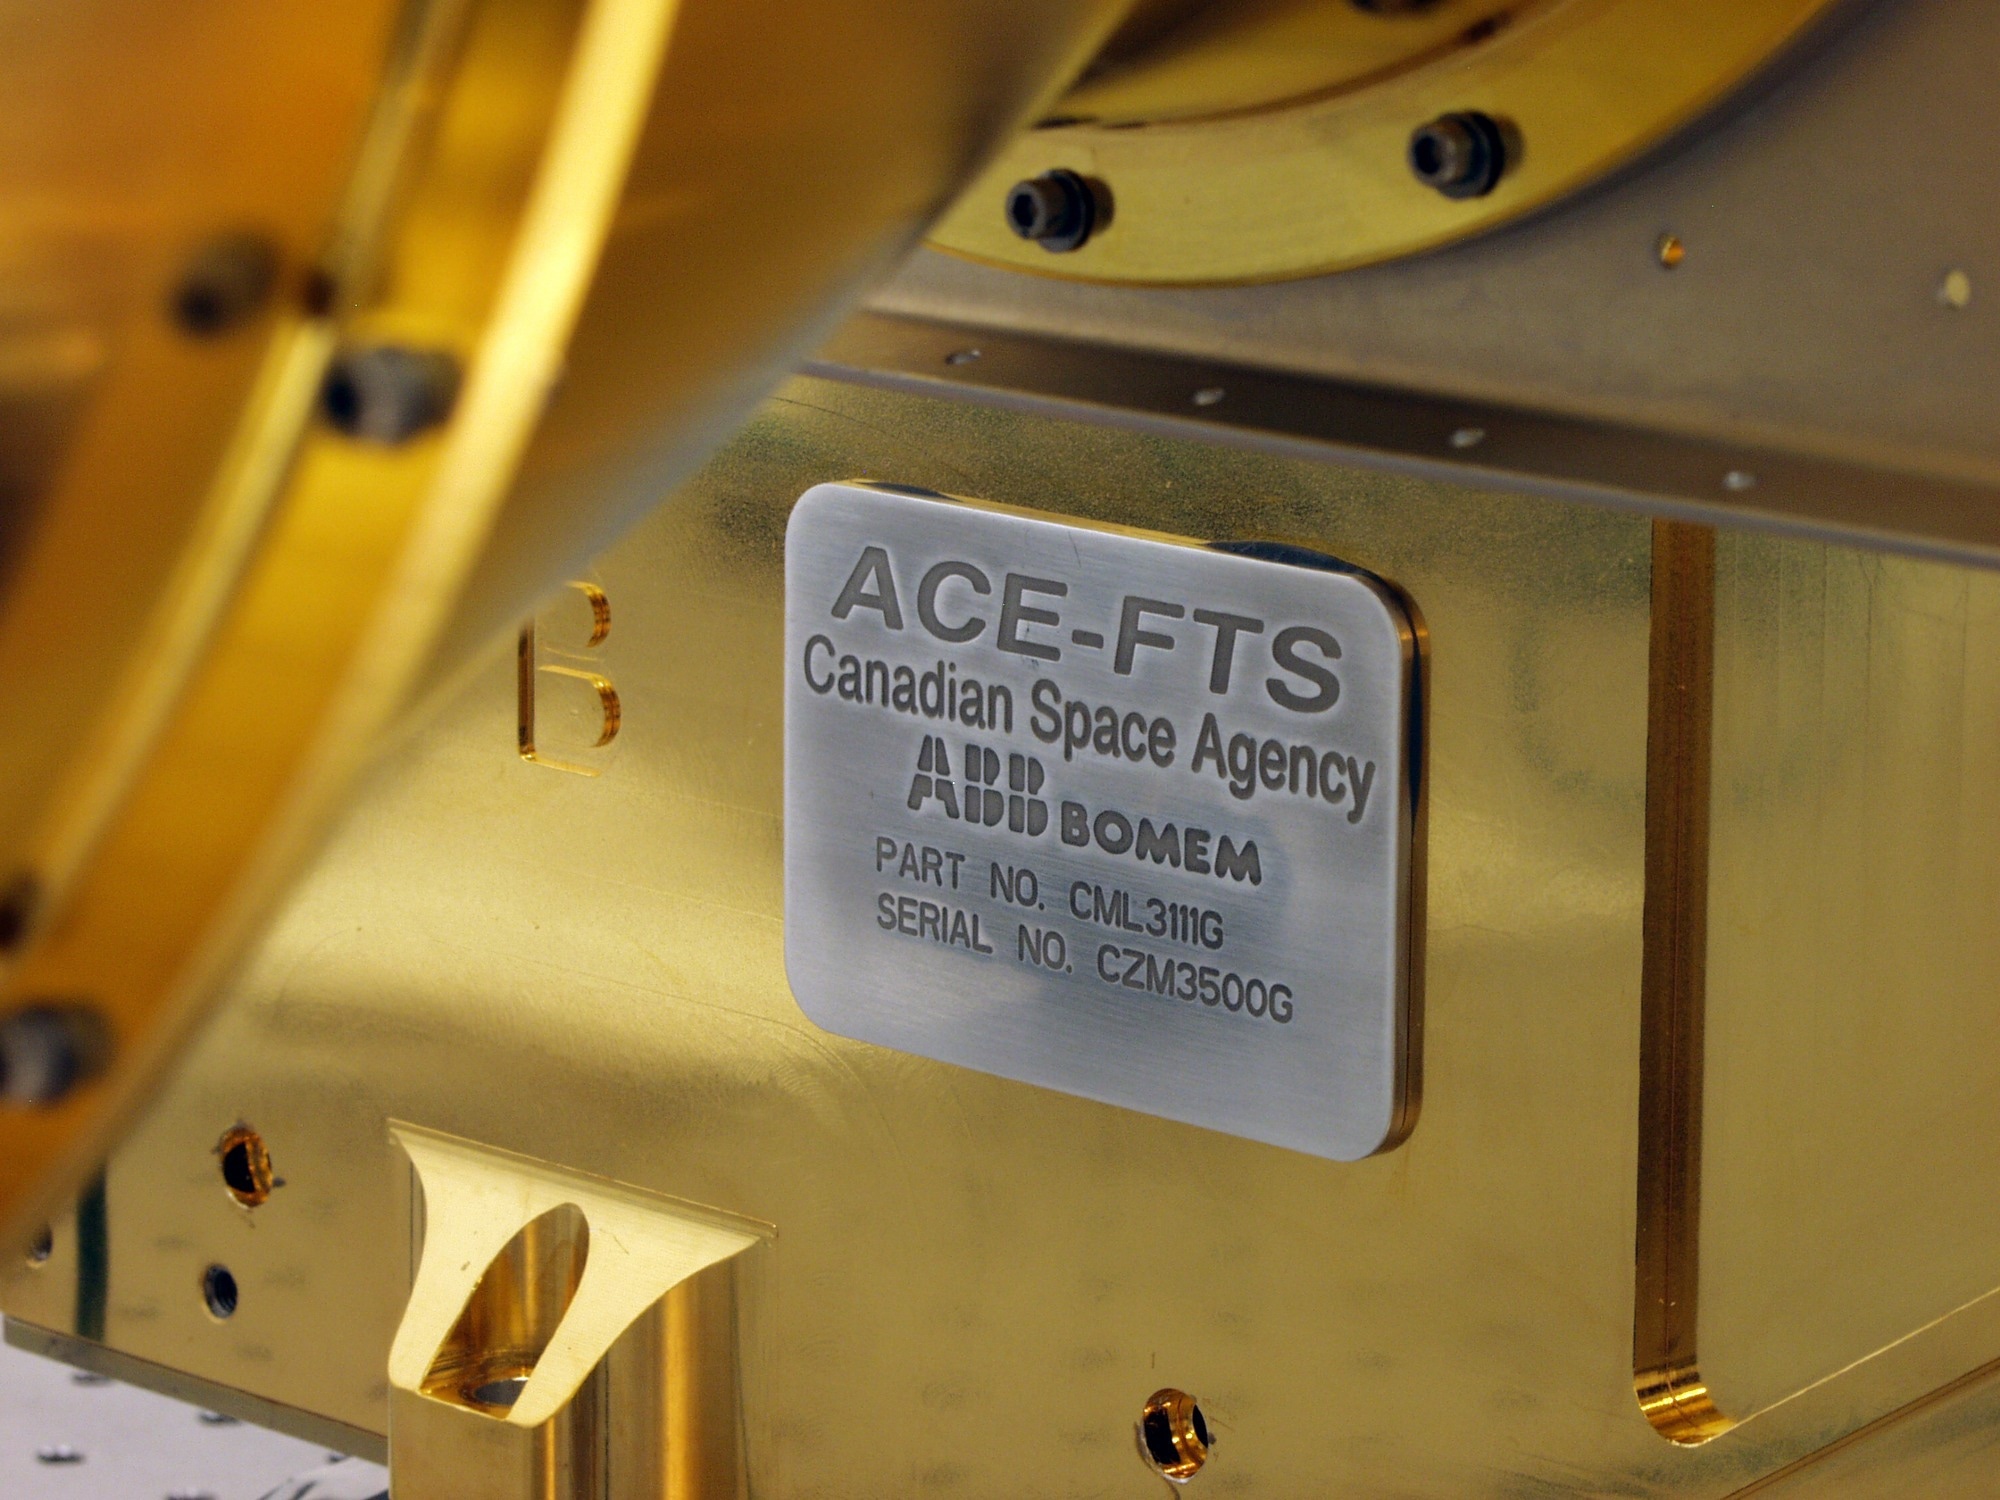 B
ACE-FTS
Canadian Space Agency
ABB BOMEM
PART NO. CML3111G
SERIAL NO. CZM3500G